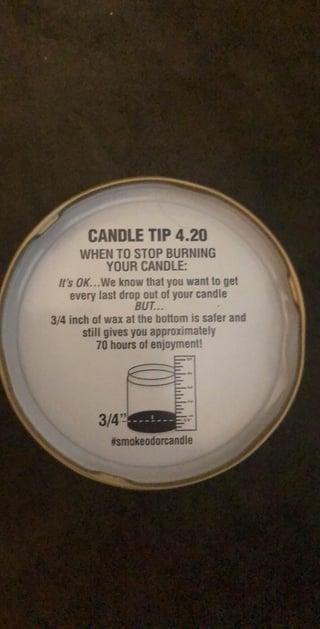 CANDLE TIP 4.20
WHEN TO STOP BURNING
YOUR CANDLE:
It's OK...We know that you want to get
every last drop out of your candle
BUT...
3/4 inch of wax at the bottom is safer and
still gives you approximately
70 hours of enjoyment!
3/4"
#smokeodorcandle